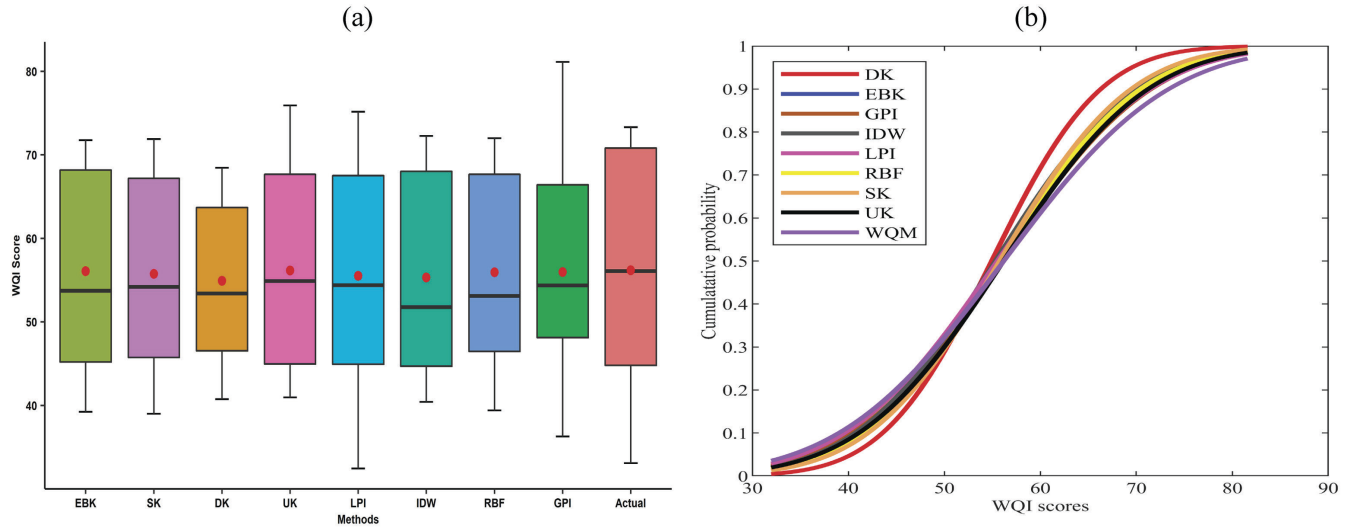 (a)
80
70
60
50
40
WQI Score
EBK SK DK UK LPI IDW RBF GPI Actual
Methods
(b)
1
0.9
0.8
0.7
0.6
0.5
0.4
0.3
0.2
0.1
0
Cumulatative probability
DK
EBK
GPI
IDW
LPI
RBF
SK
UK
WQM
30 40 50 60 70 80 90
WQI scores